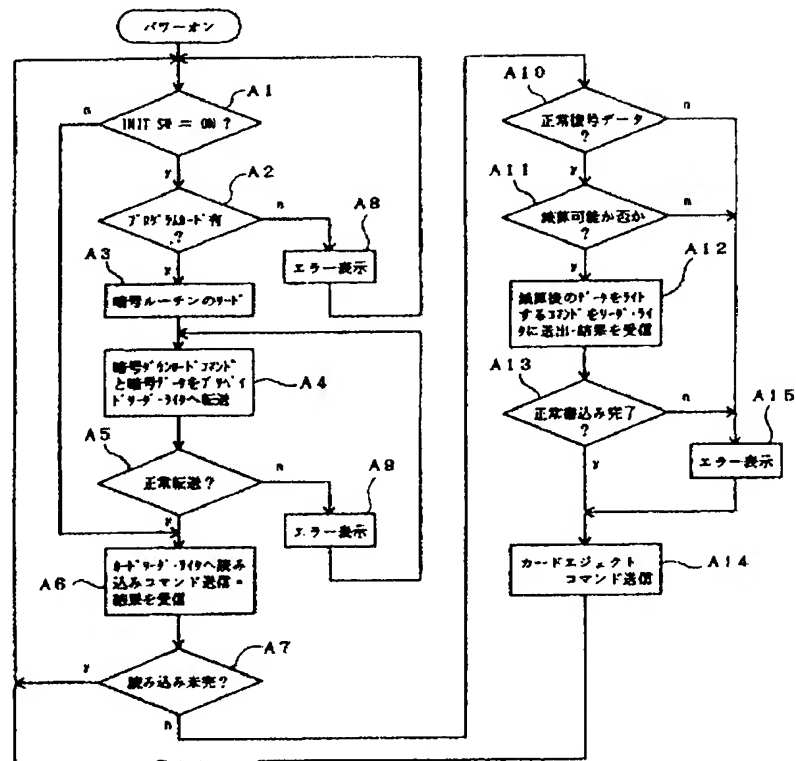 パワーオン
A1
INIT SW = ON ?
n
y
A2
プログラムカード有
?
n
y
A8
エラー表示
A3
暗号ルーチンのリード
暗号ダウンロードコマンド
と暗号データをプリペイ
ドリーダ・ライタへ転送
A4
A5
正常転送?
n
y
A9
エラー表示
カードリーダ・ライタへ読み
込みコマンド送信=
結果を受信
A6
A7
読み込み未完?
y
n
A10
正常復号データ
?
n
y
A11
減算可能か否か
?
n
y
A12
減算後のデータをライト
するコマンドをリーダ・ライ
タに送出・結果を受信
A13
正常書込み完了
?
n
y
A15
エラー表示
カードエジェクト
コマンド送信
A14